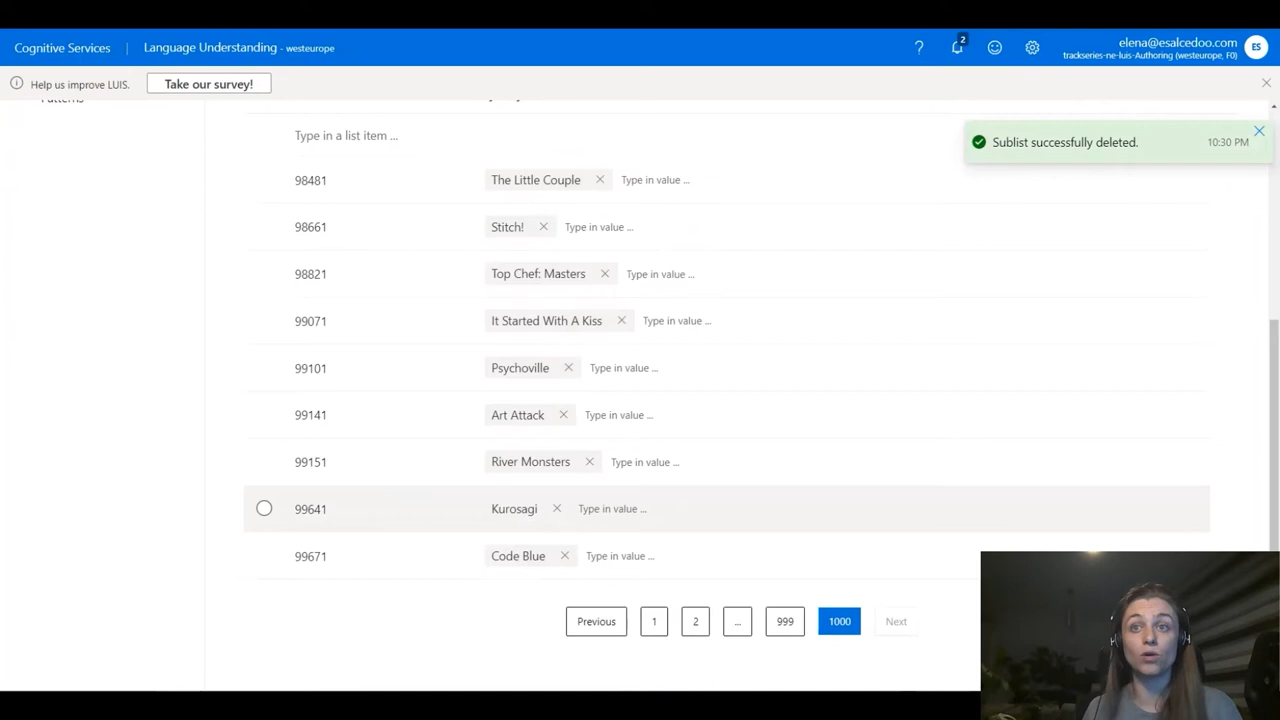 Cognitive Services
Language Understanding - westeurope
?
2
elena@esalcedoo.com
trackseries-ne-luis-Authoring (westeurope, F0)
ES
Help us improve LUIS.
Take our survey!
Patterns
Type in a list item ...
Sublist successfully deleted.
10:30 PM
98481 The Little Couple Type in value ...
98661 Stitch! Type in value ...
98821 Top Chef: Masters Type in value ...
99071 It Started With A Kiss Type in value ...
99101 Psychoville Type in value ...
99141 Art Attack Type in value ...
99151 River Monsters Type in value ...
99641 Kurosagi Type in value ...
99671 Code Blue Type in value ...
Previous 1 2 ... 999 1000 Next